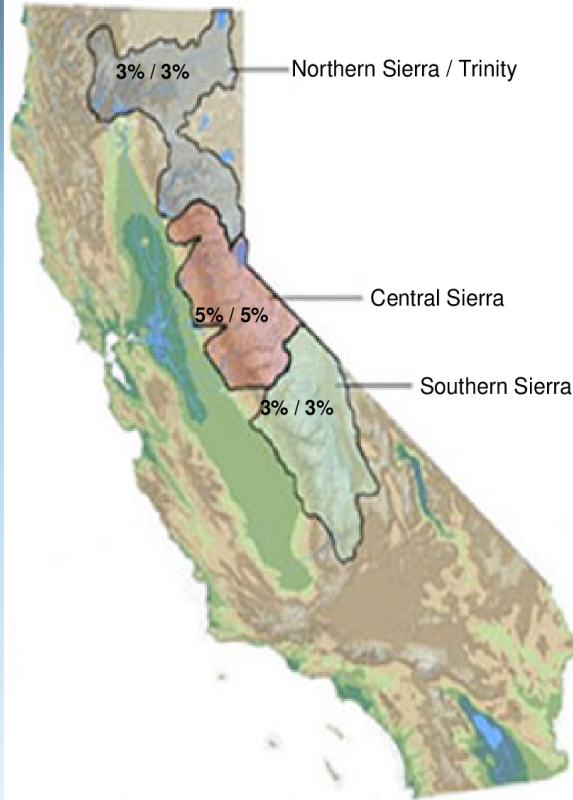 3% / 3%
Northern Sierra / Trinity
Central Sierra
5% / 5%
Southern Sierra
3% / 3%